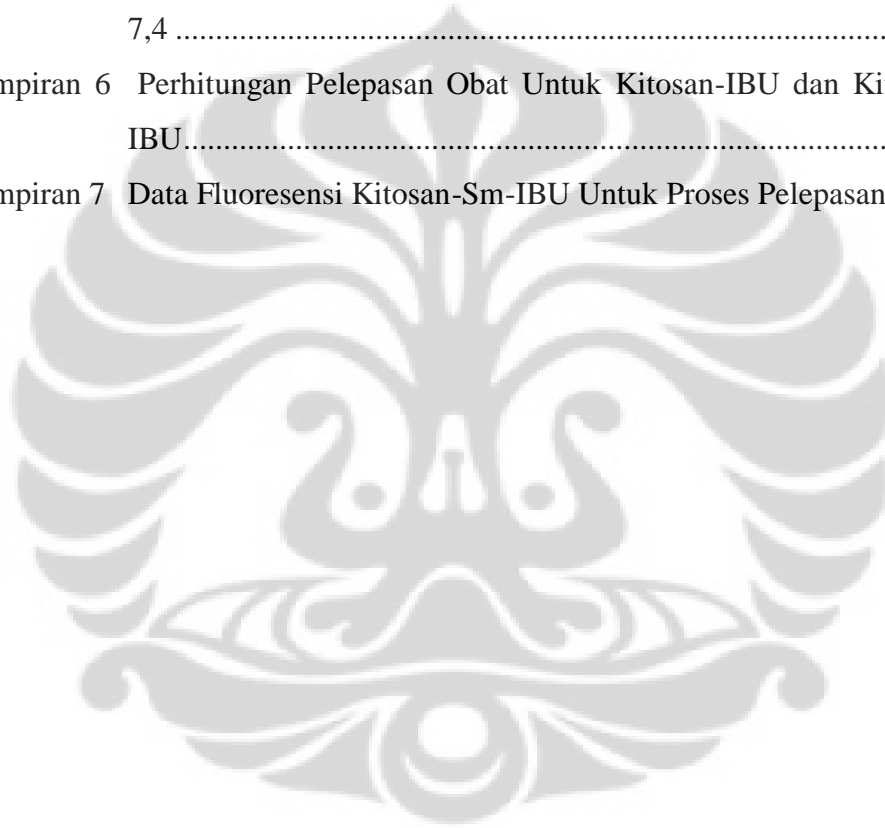 7,4 ........................................................................................
mpiran 6 Perhitungan Pelepasan Obat Untuk Kitosan-IBU dan Ki
IBU.......................................................................................
mpiran 7 Data Fluoresensi Kitosan-Sm-IBU Untuk Proses Pelepasan